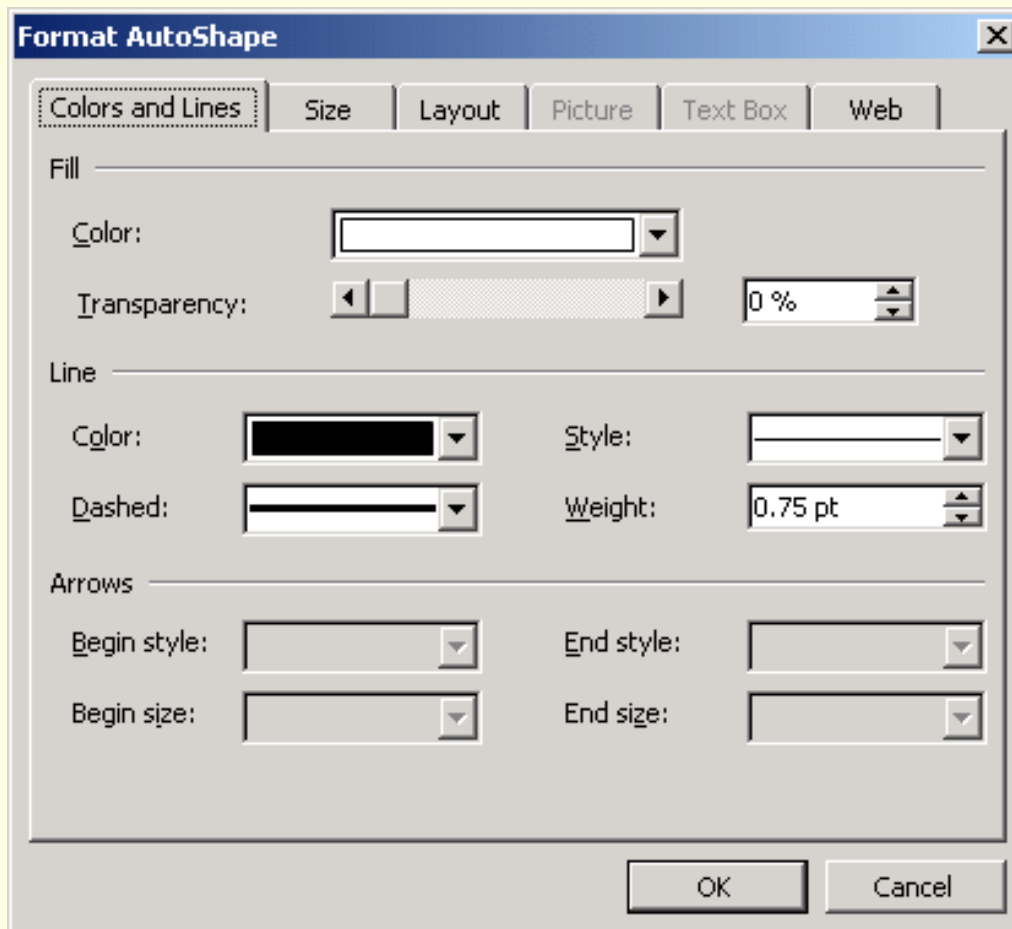 Format AutoShape
Colors and Lines Size Layout Picture Text Box Web
Fill
Color:
Transparency: 0 %
Line
Color: Style:
Dashed: Weight: 0.75 pt
Arrows
Begin style: End style:
Begin size: End size:
OK Cancel